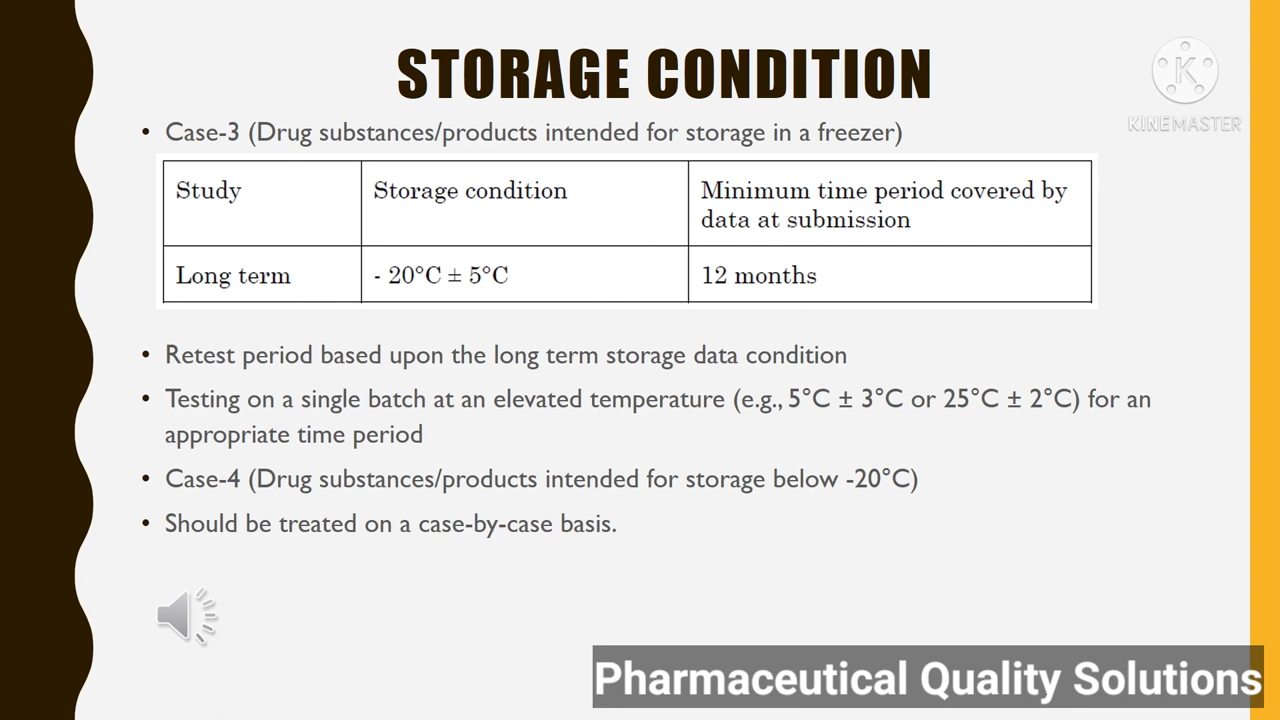 STORAGE CONDITION
K
KINEMASTER
• Case-3 (Drug substances/products intended for storage in a freezer)
Study Storage condition Minimum time period covered by
data at submission
Long term - 20°C ± 5°C 12 months
• Retest period based upon the long term storage data condition
• Testing on a single batch at an elevated temperature (e.g., 5°C ± 3°C or 25°C ± 2°C) for an
appropriate time period
• Case-4 (Drug substances/products intended for storage below -20°C)
• Should be treated on a case-by-case basis.
Pharmaceutical Quality Solutions